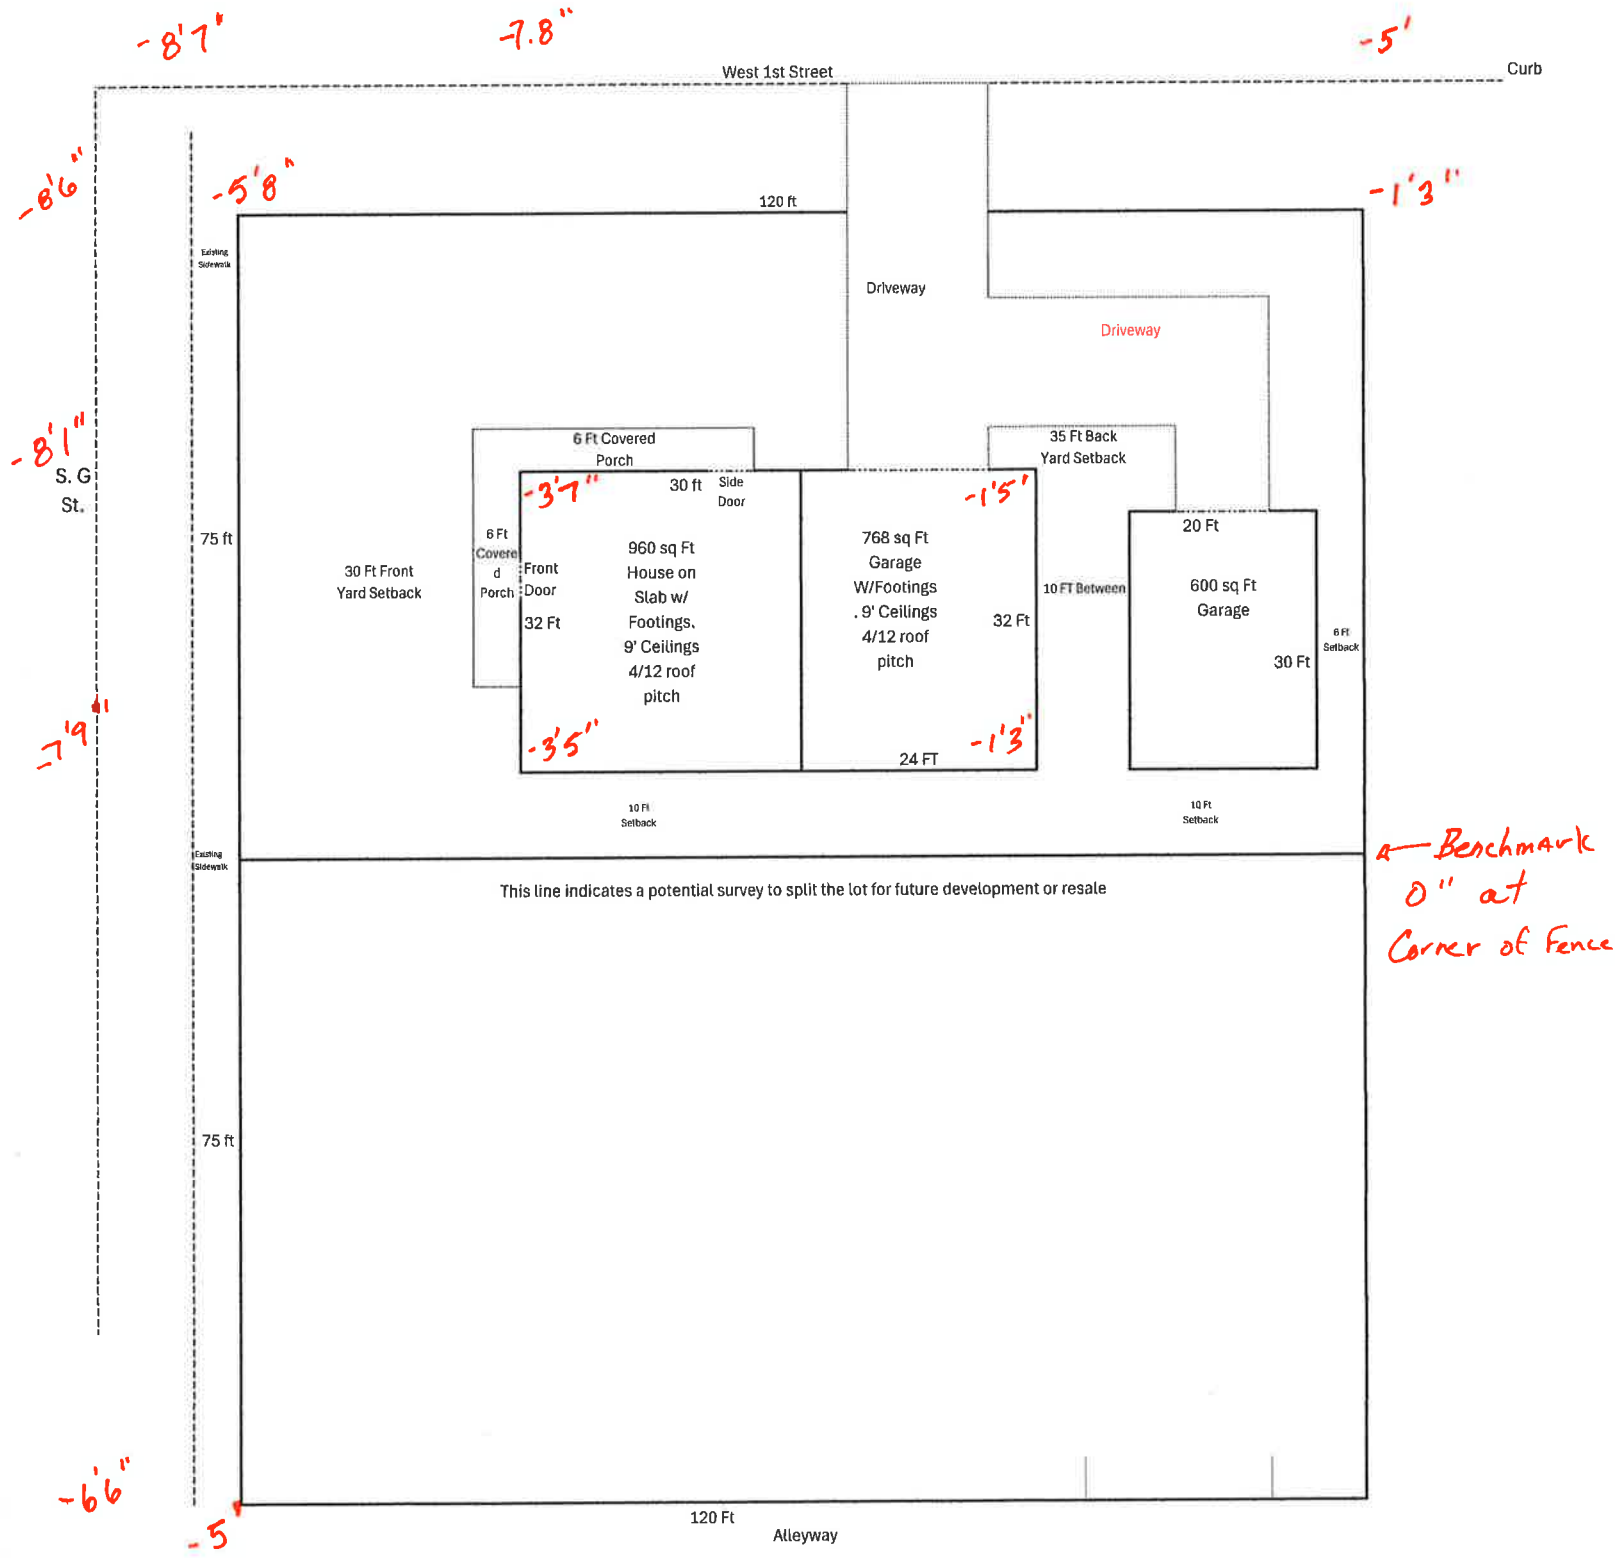 -8'7"
-7.8"
-5'
West 1st Street
Curb
-8'6"
-5'8"
120 ft
-1'3"
Existing
Sidewalk
Driveway
Driveway
-8'1"
S. G
St.
6 Ft Covered
Porch
35 Ft Back
Yard Setback
-3'7"
30 ft
Side
Door
-1'5"
75 ft
30 Ft Front
Yard Setback
6 Ft
Covere
d
Porch
Front
Door
32 Ft
960 sq Ft
House on
Slab w/
Footings.
9' Ceilings
4/12 roof
pitch
768 sq Ft
Garage
W/Footings
. 9' Ceilings
4/12 roof
pitch
32 Ft
10 FT Between
20 Ft
600 sq Ft
Garage
30 Ft
6 Ft
Setback
-7'9"
-3'5"
-1'3"
24 FT
10 Ft
Setback
10 Ft
Setback
Existing
Sidewalk
Benchmark
0" at
Corner of Fence
This line indicates a potential survey to split the lot for future development or resale
75 ft
-6'6"
-5'
120 Ft
Alleyway